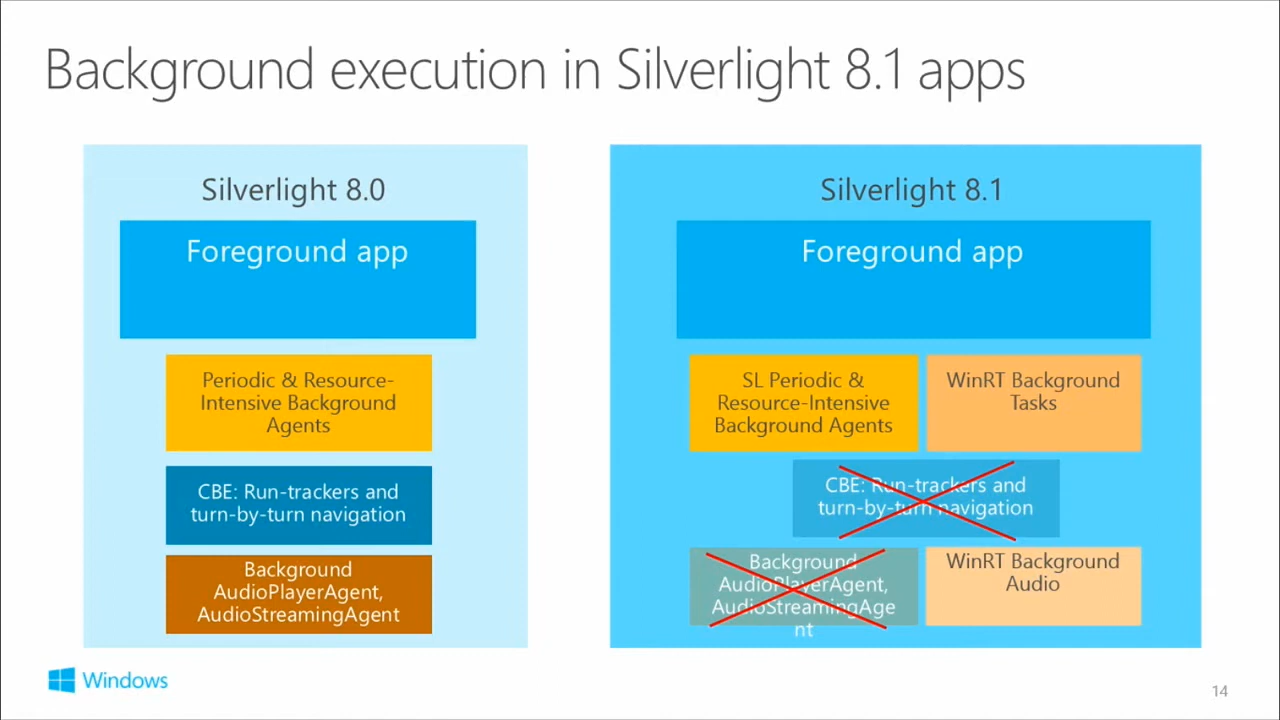 Background execution in Silverlight 8.1 apps
Silverlight 8.0
Foreground app
Periodic & Resource-
Intensive Background
Agents
CBE: Run-trackers and
turn-by-turn navigation
Background
AudioPlayerAgent,
AudioStreamingAgent
Silverlight 8.1
Foreground app
SL Periodic &
Resource-Intensive
Background Agents
WinRT Background
Tasks
CBE: Run-trackers and
turn-by-turn navigation
Background
AudioPlayerAgent,
AudioStreamingAge
nt
WinRT Background
Audio
Windows
14